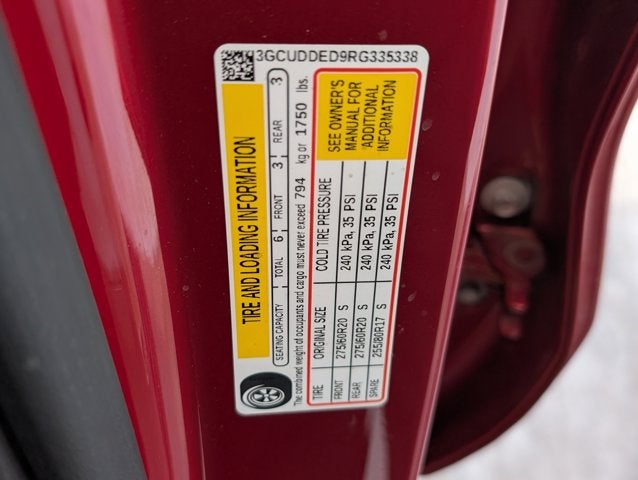 3GCUDDED9RG335338
TIRE AND LOADING INFORMATION
SEATING CAPACITY TOTAL 6 FRONT 3 REAR 3
The combined weight of occupants and cargo must never exceed 794 kg or 1750 lbs.
TIRE ORIGINAL SIZE COLD TIRE PRESSURE
FRONT 275/60R20 S 240 kPa, 35 PSI
REAR 275/60R20 S 240 kPa, 35 PSI
SPARE 255/80R17 S 240 kPa, 35 PSI
SEE OWNER'S
MANUAL FOR
ADDITIONAL
INFORMATION